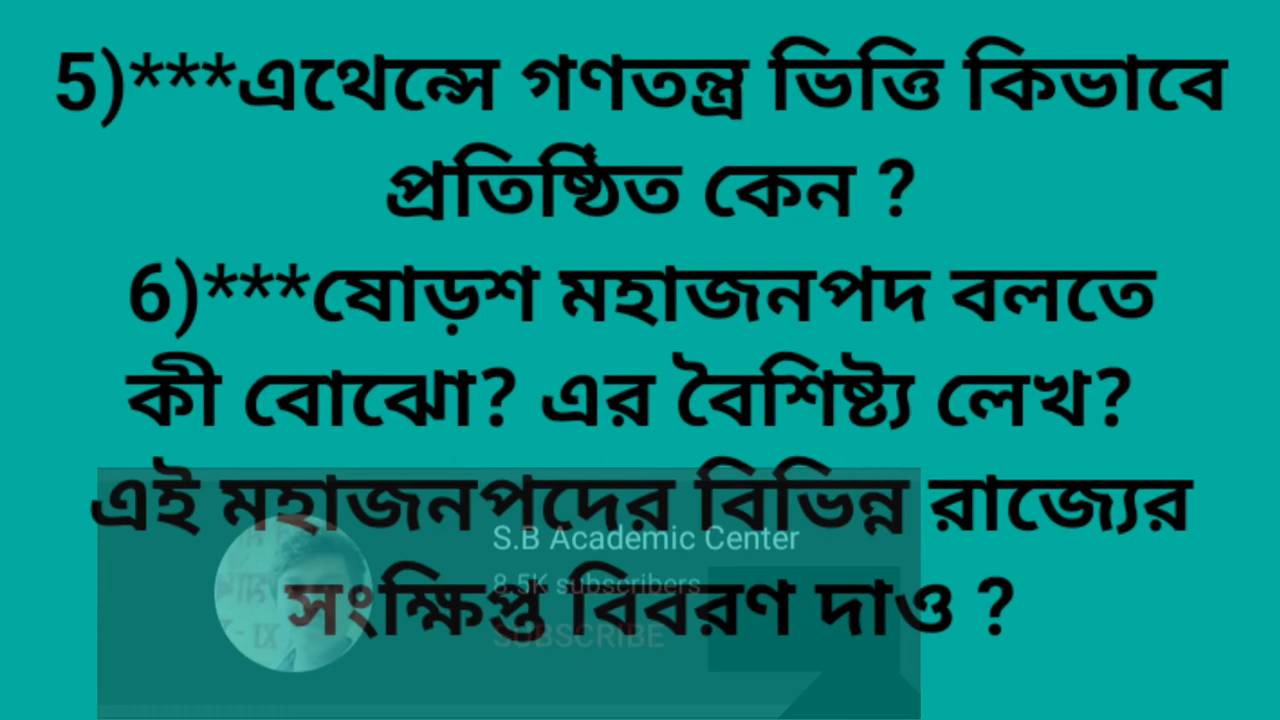 5)***এথেন্সে গণতন্ত্র ভিত্তি কিভাবে
প্রতিষ্ঠিত কেন ?
6)***ষোড়শ মহাজনপদ বলতে
কী বোঝো? এর বৈশিষ্ট্য লেখ?
এই মহাজনপদের বিভিন্ন রাজ্যের
সংক্ষিপ্ত বিবরণ দাও ?
S.B Academic Center
8.5K subscribers
SUBSCRIBE